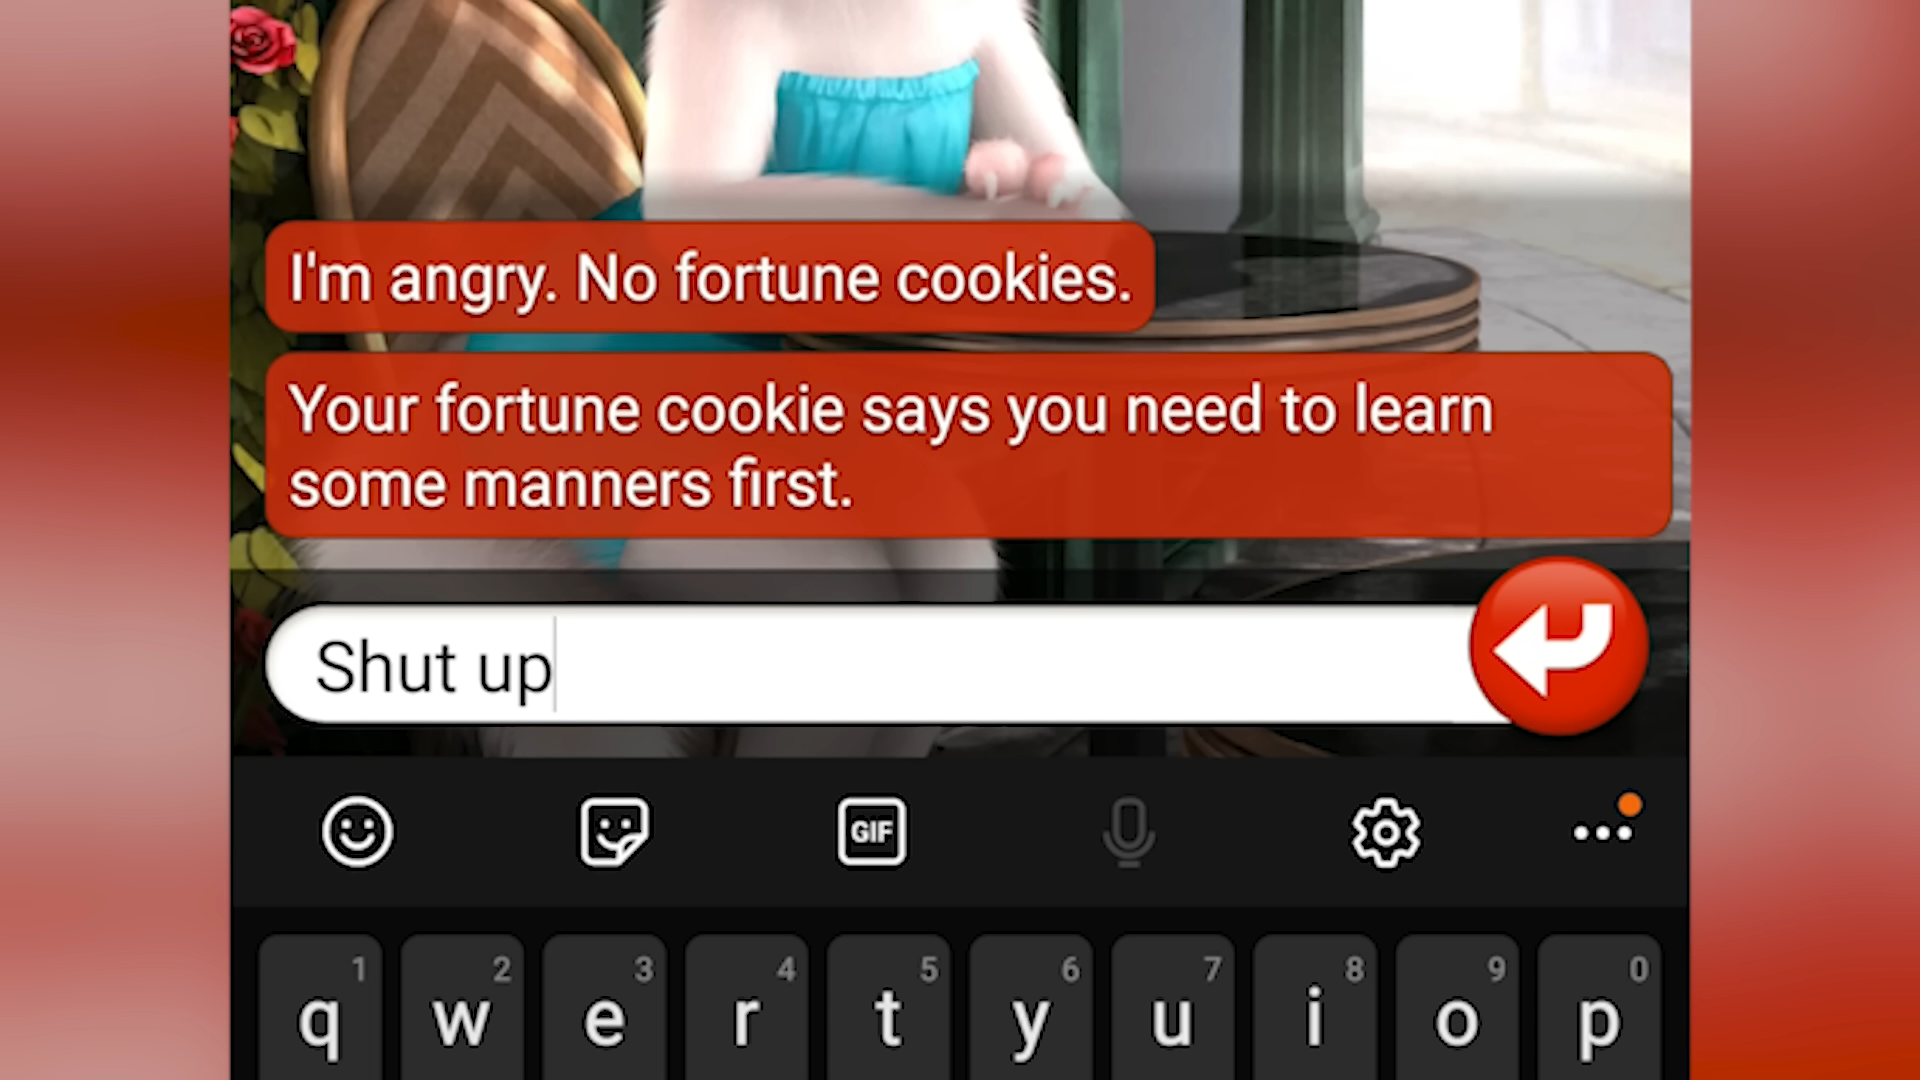 I'm angry. No fortune cookies.
Your fortune cookie says you need to learn
some manners first.
Shut up
GIF
1 2 3 4 5 6 7 8 9 0
q w e r t y u i o p